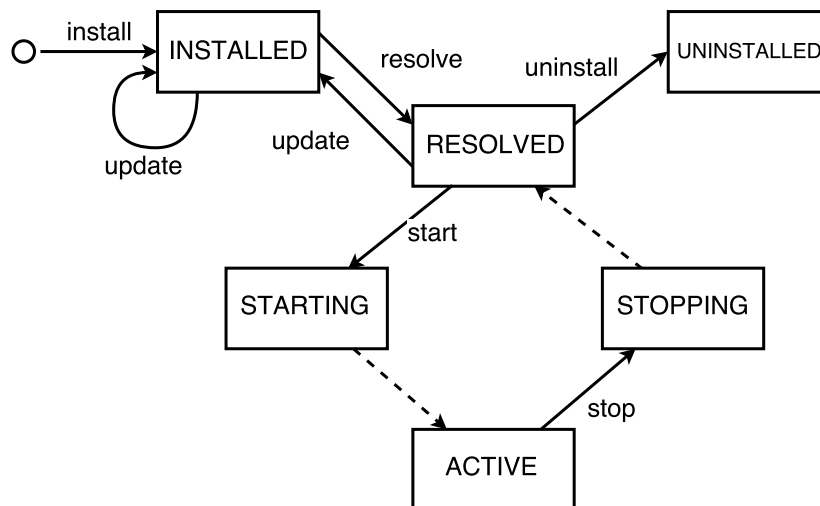 install
INSTALLED
resolve
UNINSTALLED
uninstall
update
update
RESOLVED
start
STARTING
STOPPING
stop
ACTIVE